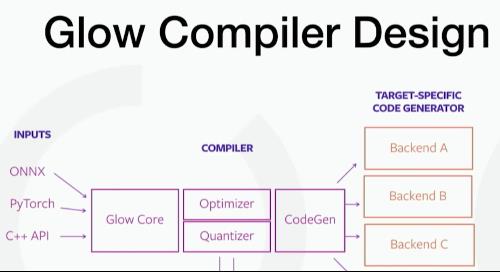 Glow Compiler Design
TARGET-SPECIFIC
CODE GENERATOR
INPUTS
COMPILER
ONNX
PyTorch
C++ API
Glow Core
Optimizer
Quantizer
CodeGen
Backend A
Backend B
Backend C